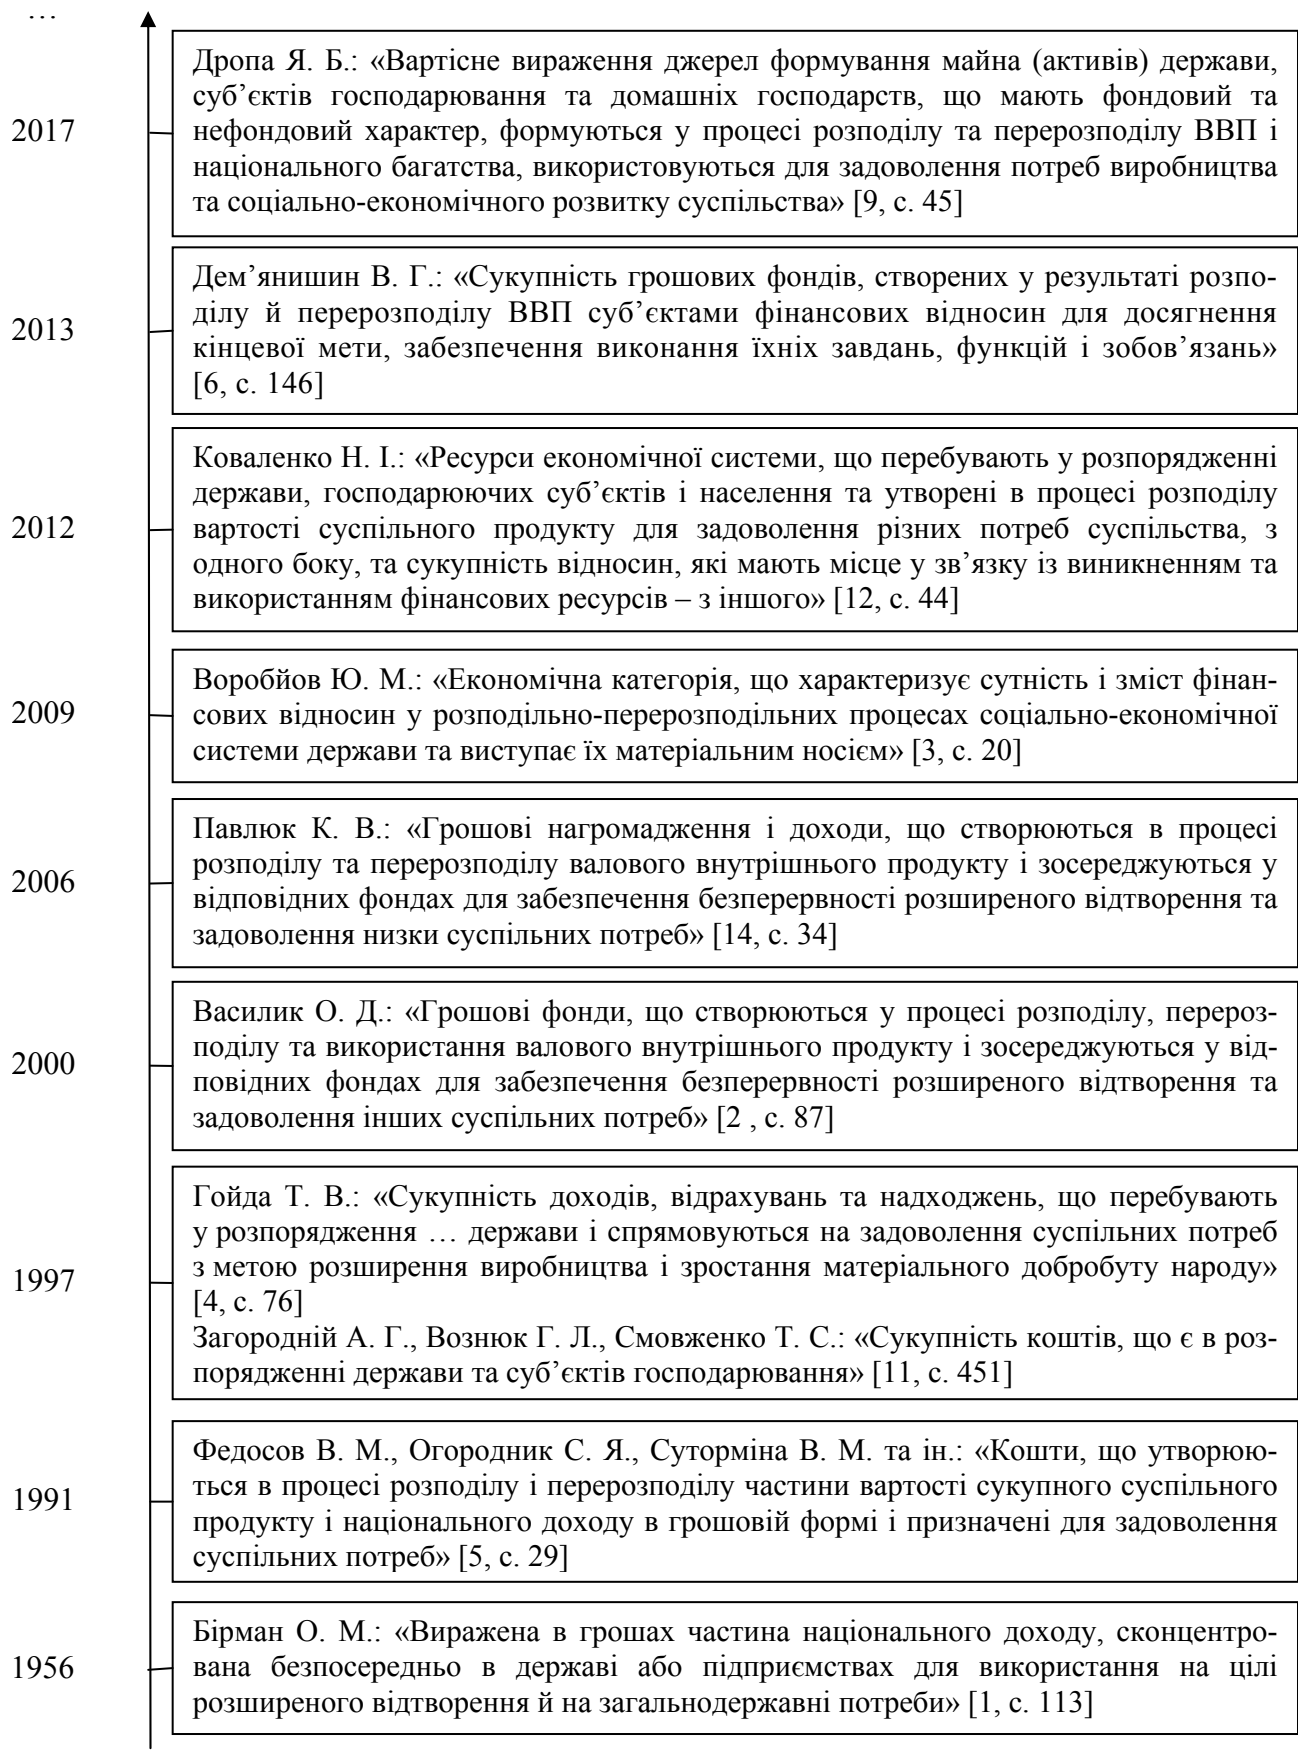 …
Дропа Я. Б.: «Вартісне вираження джерел формування майна (активів) держави,
суб’єктів господарювання та домашніх господарств, що мають фондовий та
2017
нефондовий характер, формуються у процесі розподілу та перерозподілу ВВП і
національного багатства, використовуються для задоволення потреб виробництва
та соціально-економічного розвитку суспільства» [9, с. 45]
Дем’янишин В. Г.: «Сукупність грошових фондів, створених у результаті розпо-
ділу й перерозподілу ВВП суб’єктами фінансових відносин для досягнення
2013
кінцевої мети, забезпечення виконання їхніх завдань, функцій і зобов’язань»
[6, с. 146]
Коваленко Н. І.: «Ресурси економічної системи, що перебувають у розпорядженні
держави, господарюючих суб’єктів і населення та утворені в процесі розподілу
2012
вартості суспільного продукту для задоволення різних потреб суспільства, з
одного боку, та сукупність відносин, які мають місце у зв’язку із виникненням та
використанням фінансових ресурсів – з іншого» [12, с. 44]
Воробйов Ю. М.: «Економічна категорія, що характеризує сутність і зміст фінан-
2009
сових відносин у розподільно-перерозподільних процесах соціально-економічної
системи держави та виступає їх матеріальним носієм» [3, с. 20]
Павлюк К. В.: «Грошові нагромадження і доходи, що створюються в процесі
розподілу та перерозподілу валового внутрішнього продукту і зосереджуються у
2006
відповідних фондах для забезпечення безперервності розширеного відтворення та
задоволення низки суспільних потреб» [14, с. 34]
Василик О. Д.: «Грошові фонди, що створюються у процесі розподілу, перероз-
поділу та використання валового внутрішнього продукту і зосереджуються у від-
2000
повідних фондах для забезпечення безперервності розширеного відтворення та
задоволення інших суспільних потреб» [2 , с. 87]
Гойда Т. В.: «Сукупність доходів, відрахувань та надходжень, що перебувають
у розпорядження … держави і спрямовуються на задоволення суспільних потреб
1997
з метою розширення виробництва і зростання матеріального добробуту народу»
[4, с. 76]
Загородній А. Г., Вознюк Г. Л., Смовженко Т. С.: «Сукупність коштів, що є в роз-
порядженні держави та суб’єктів господарювання» [11, с. 451]
Федосов В. М., Огородник С. Я., Суторміна В. М. та ін.: «Кошти, що утворюю-
ться в процесі розподілу і перерозподілу частини вартості сукупного суспільного
1991
продукту і національного доходу в грошовій формі і призначені для задоволення
суспільних потреб» [5, с. 29]
Бірман О. М.: «Виражена в грошах частина національного доходу, сконцентро-
1956
вана безпосередньо в державі або підприємствах для використання на цілі
розширеного відтворення й на загальнодержавні потреби» [1, с. 113]